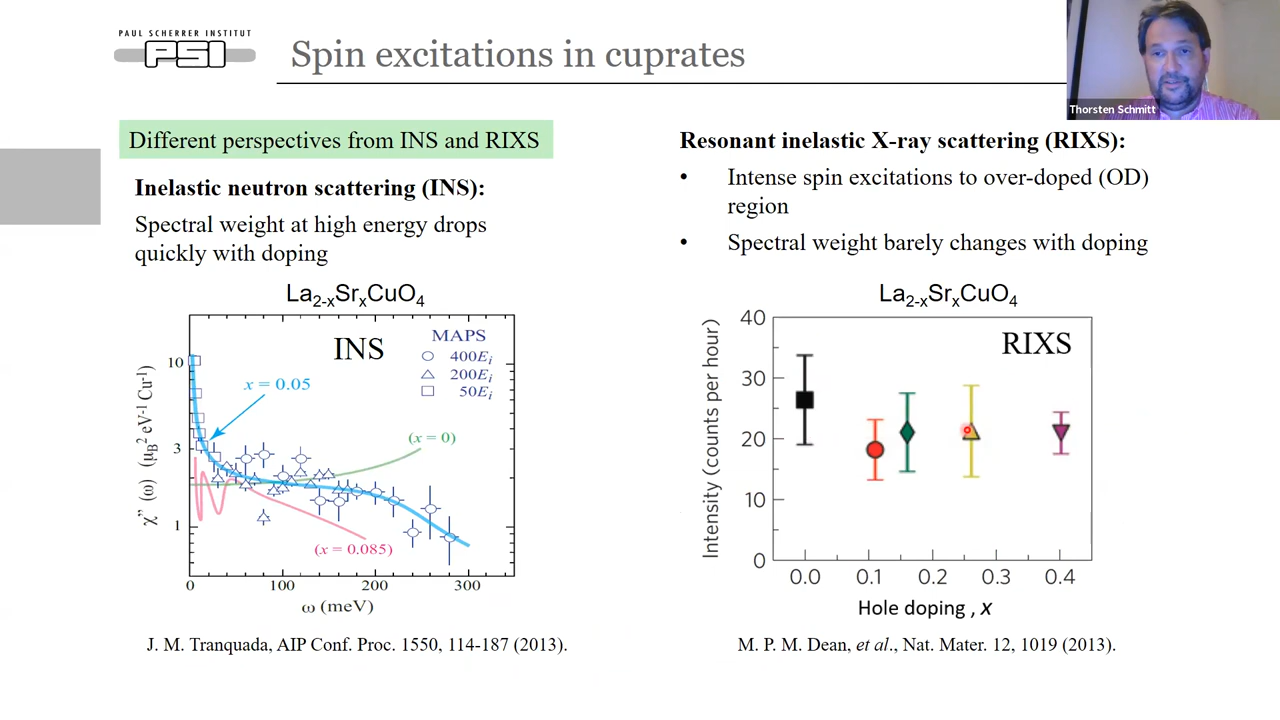 PAUL SCHERRER INSTITUT
PSI
Spin excitations in cuprates
Thorsten Schmitt
Different perspectives from INS and RIXS
Inelastic neutron scattering (INS):
Spectral weight at high energy drops
quickly with doping
La2-xSrxCuO4
INS
MAPS
400Ei
200Ei
50Ei
x = 0.05
(x = 0)
(x = 0.085)
10
3
1
χ" (ω) (μB² eV⁻¹ Cu⁻¹)
0 100 200 300
ω (meV)
J. M. Tranquada, AIP Conf. Proc. 1550, 114-187 (2013).
Resonant inelastic X-ray scattering (RIXS):
• Intense spin excitations to over-doped (OD)
region
• Spectral weight barely changes with doping
La2-xSrxCuO4
RIXS
40
30
20
10
0
Intensity (counts per hour)
0.0 0.1 0.2 0.3 0.4
Hole doping , x
M. P. M. Dean, et al., Nat. Mater. 12, 1019 (2013).